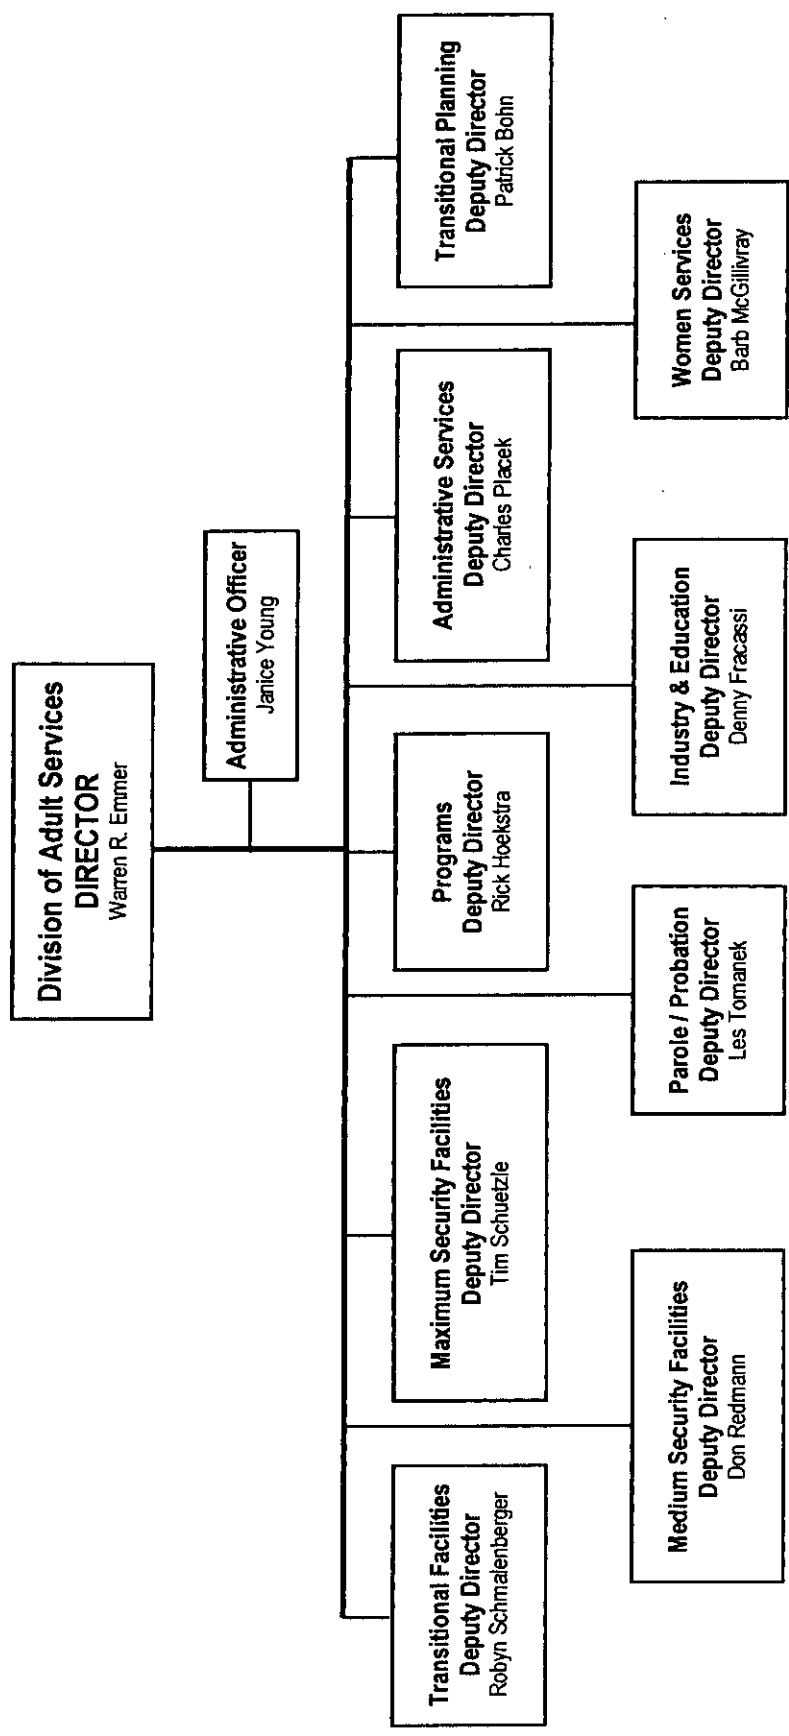 Division of Adult Services
DIRECTOR
Warren R. Emmer
Administrative Officer
Janice Young
Transitional Facilities
Deputy Director
Robyn Schmalenberger
Maximum Security Facilities
Deputy Director
Tim Schuetzle
Programs
Deputy Director
Rick Hoekstra
Administrative Services
Deputy Director
Charles Placek
Transitional Planning
Deputy Director
Patrick Bohn
Medium Security Facilities
Deputy Director
Don Redmann
Parole / Probation
Deputy Director
Les Tomanek
Industry & Education
Deputy Director
Denny Fracassi
Women Services
Deputy Director
Barb McGillivray